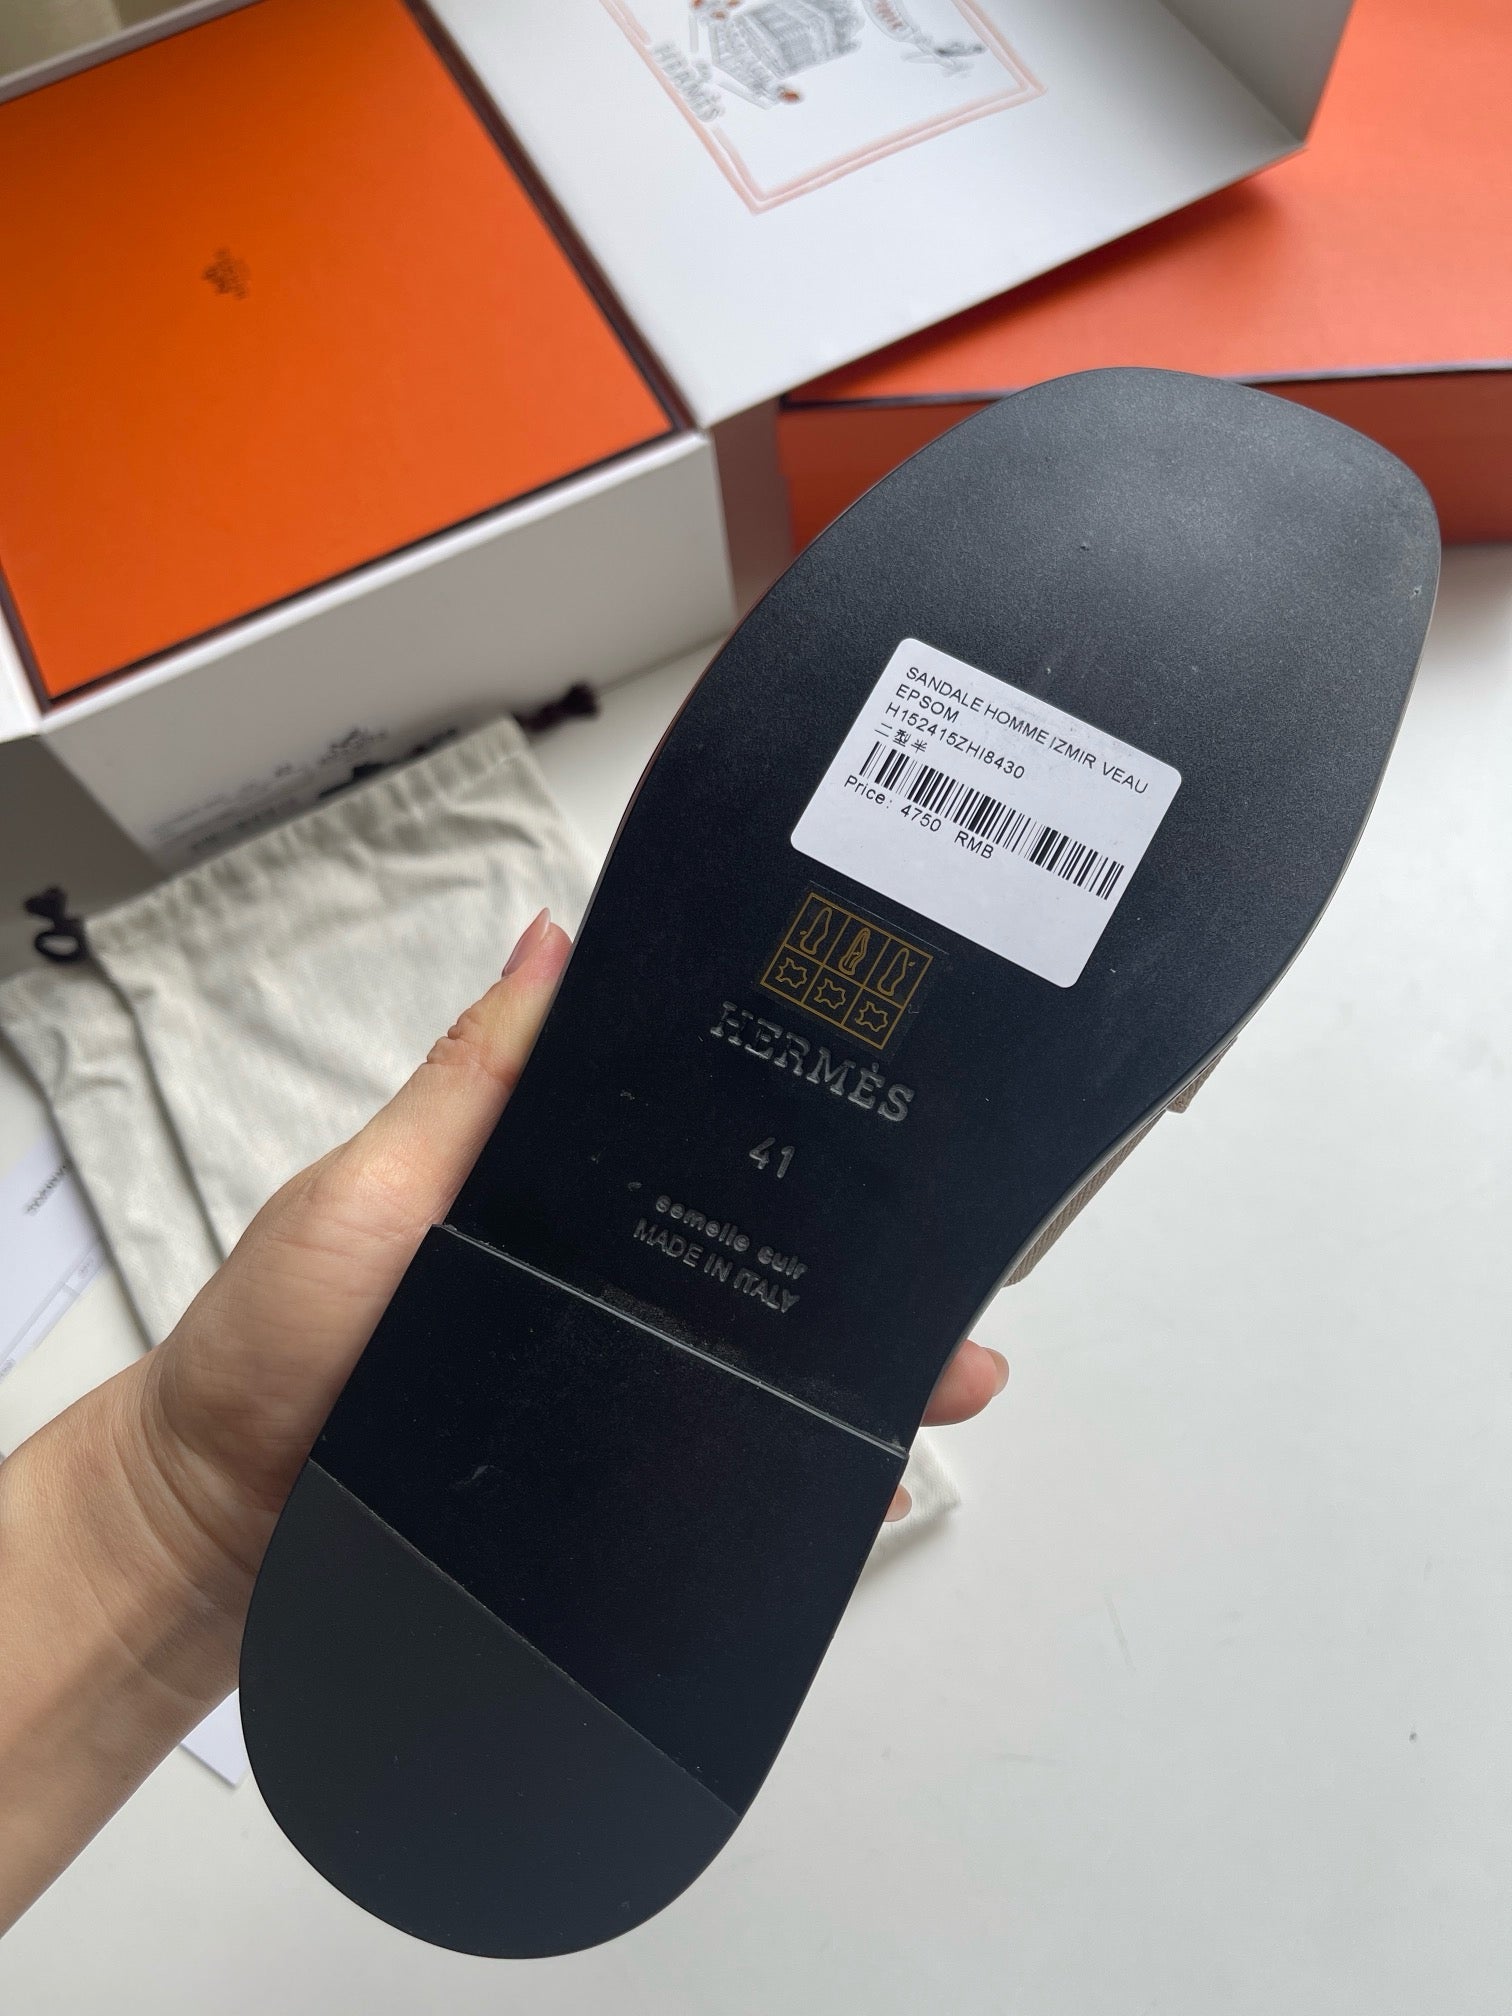 HERMÈS
SANDALE HOMME IZMIR VEAU
EPSOM
H152415ZHI8430
二型半
Price: 4750 RMB
HERMÈS
41
semelle cuir
MADE IN ITALY